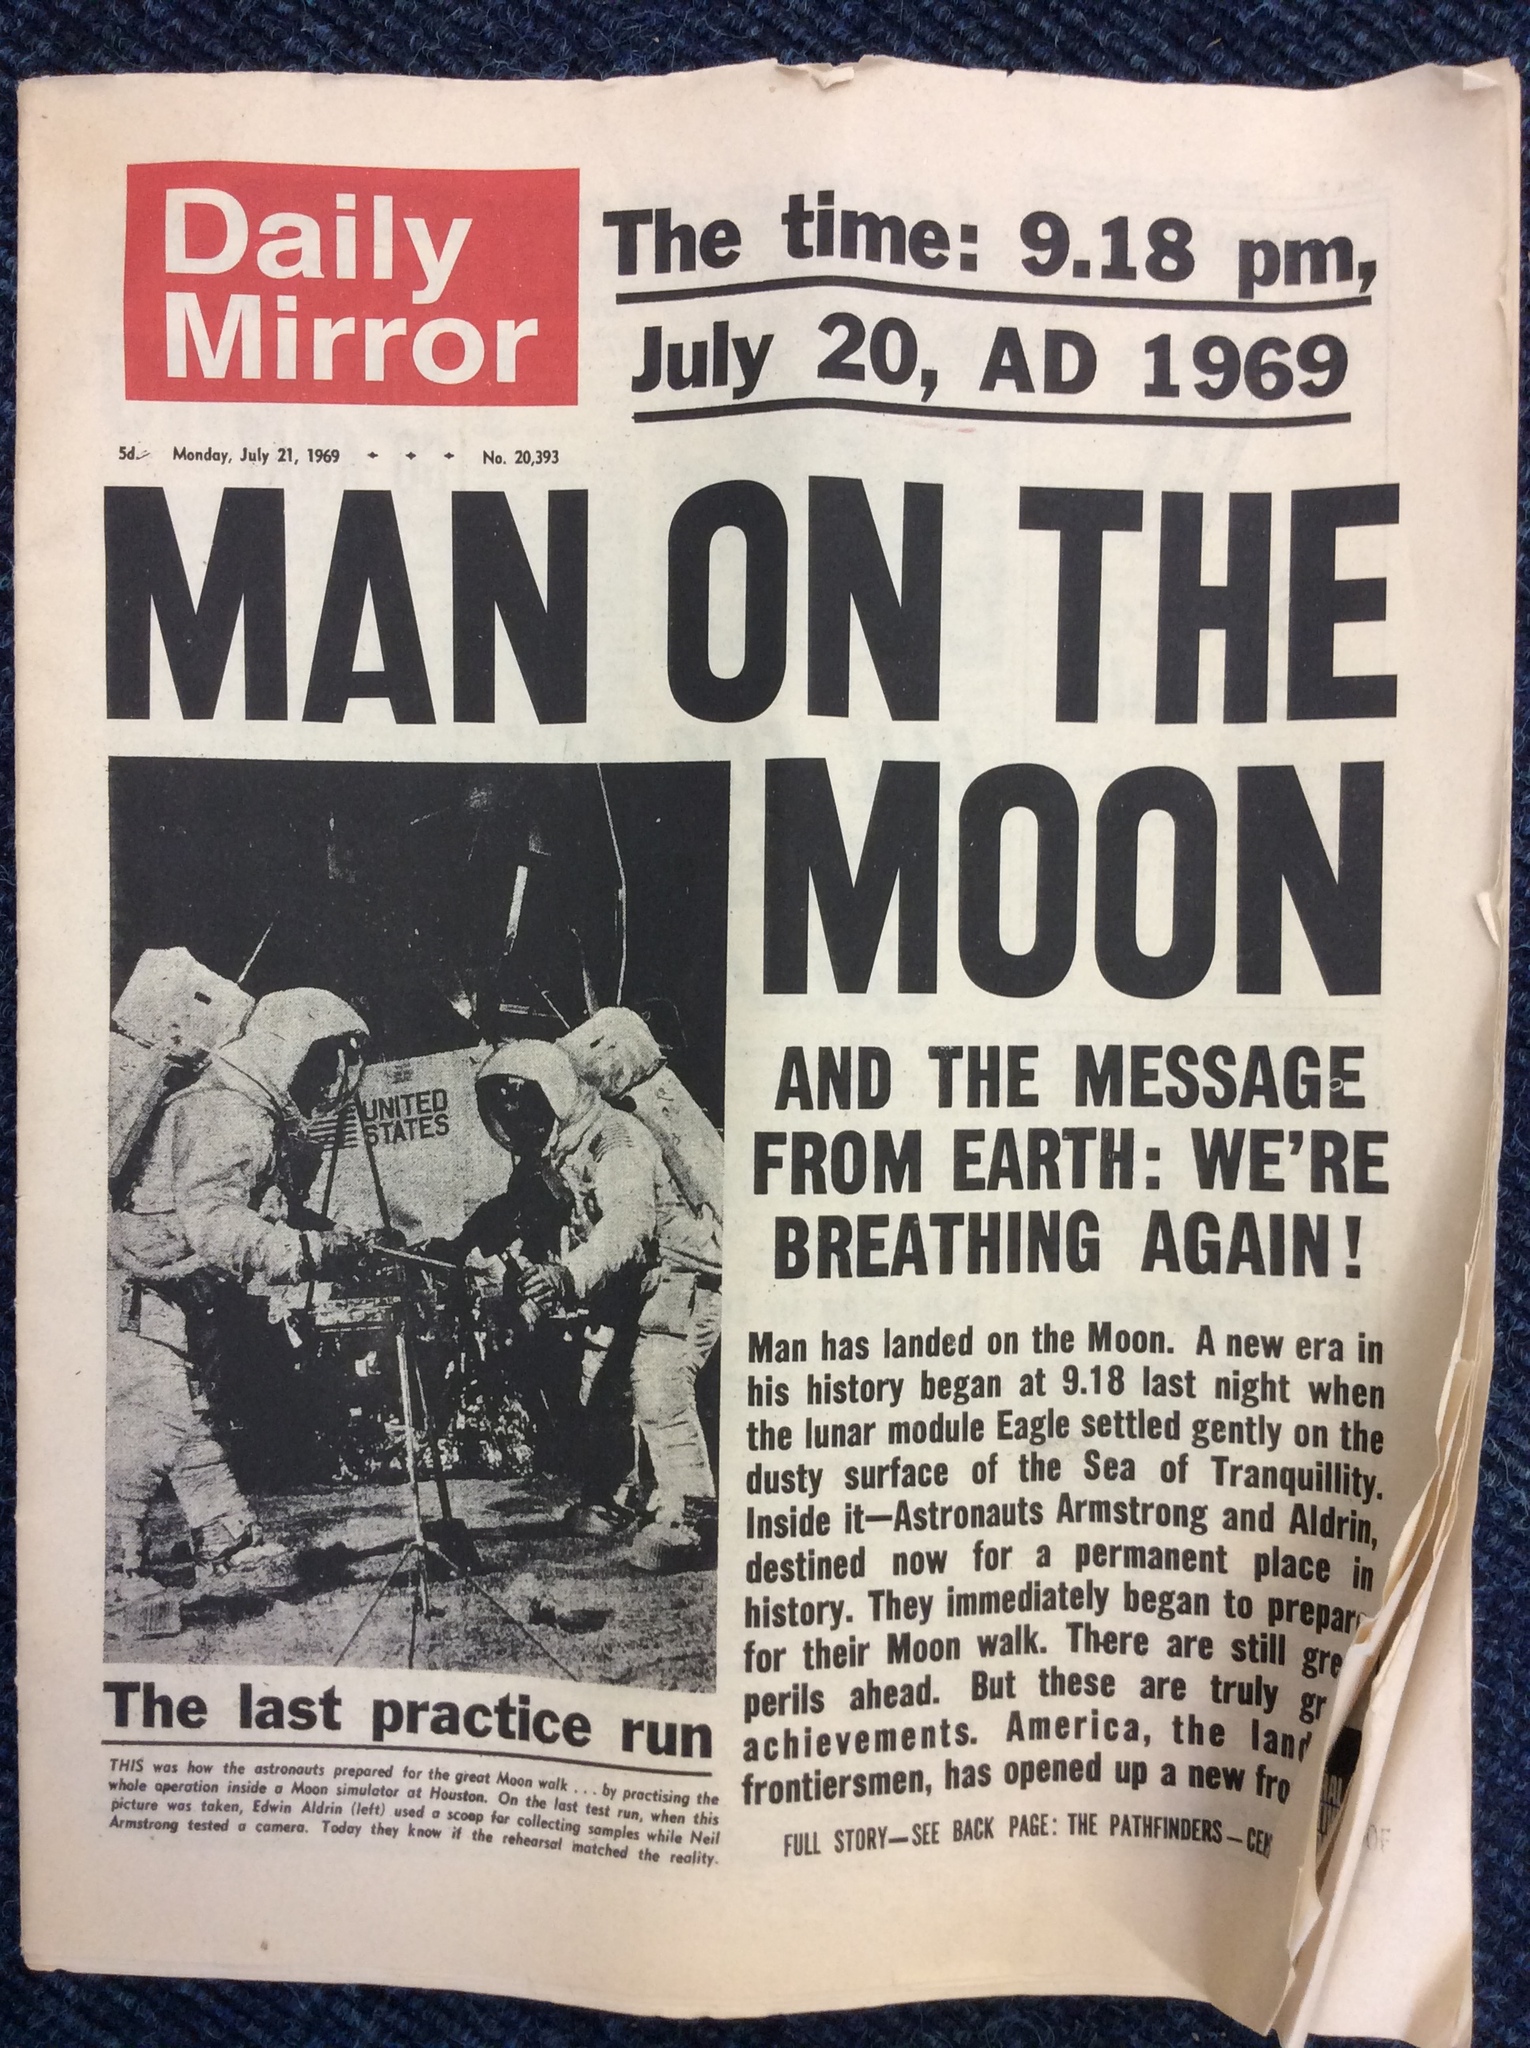 Daily
Mirror
The time: 9.18 pm,
July 20, AD 1969
5d. Monday, July 21, 1969 No. 20,393
MAN ON THE
MOON
UNITED
STATES
AND THE MESSAGE
FROM EARTH: WE'RE
BREATHING AGAIN!
Man has landed on the Moon. A new era in
his history began at 9.18 last night when
the lunar module Eagle settled gently on the
dusty surface of the Sea of Tranquillity.
Inside it—Astronauts Armstrong and Aldrin,
destined now for a permanent place in
history. They immediately began to prepare
for their Moon walk. There are still
perils ahead. But these are truly
achievements. America, the land
frontiersmen, has opened up a new
FULL STORY—SEE BACK PAGE: THE PATHFINDERS—
The last practice run
THIS was how the astronauts prepared for the great Moon walk . . . by practising the
whole operation inside a Moon simulator at Houston. On the last test run, when this
picture was taken, Edwin Aldrin (left) used a scoop for collecting samples while Neil
Armstrong tested a camera. Today they know if the rehearsal matched the reality.